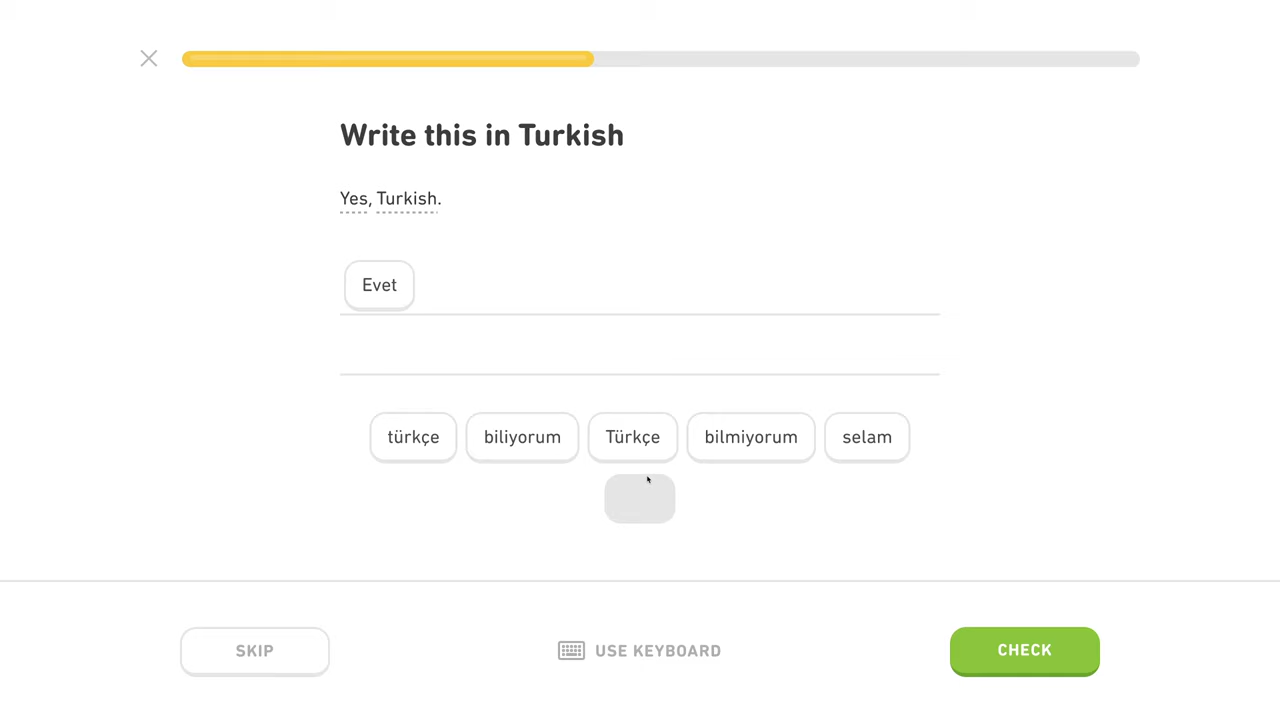 Write this in Turkish
Yes, Turkish.
Evet
türkçe biliyorum Türkçe bilmiyorum selam
SKIP USE KEYBOARD CHECK